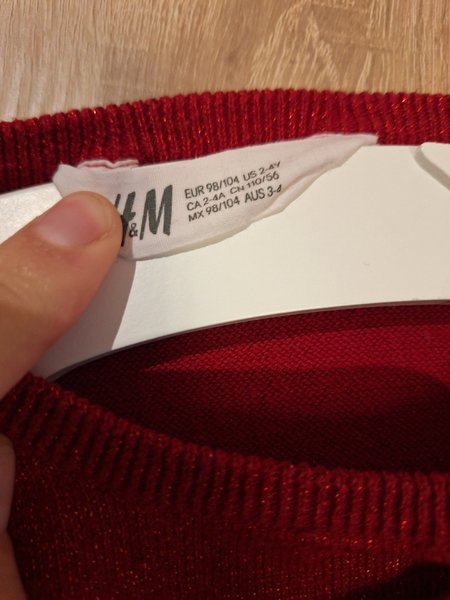 H&M
EUR 98/104 US 2-4Y
CA 2-4A CN 110/56
MX 98/104 AUS 3-4